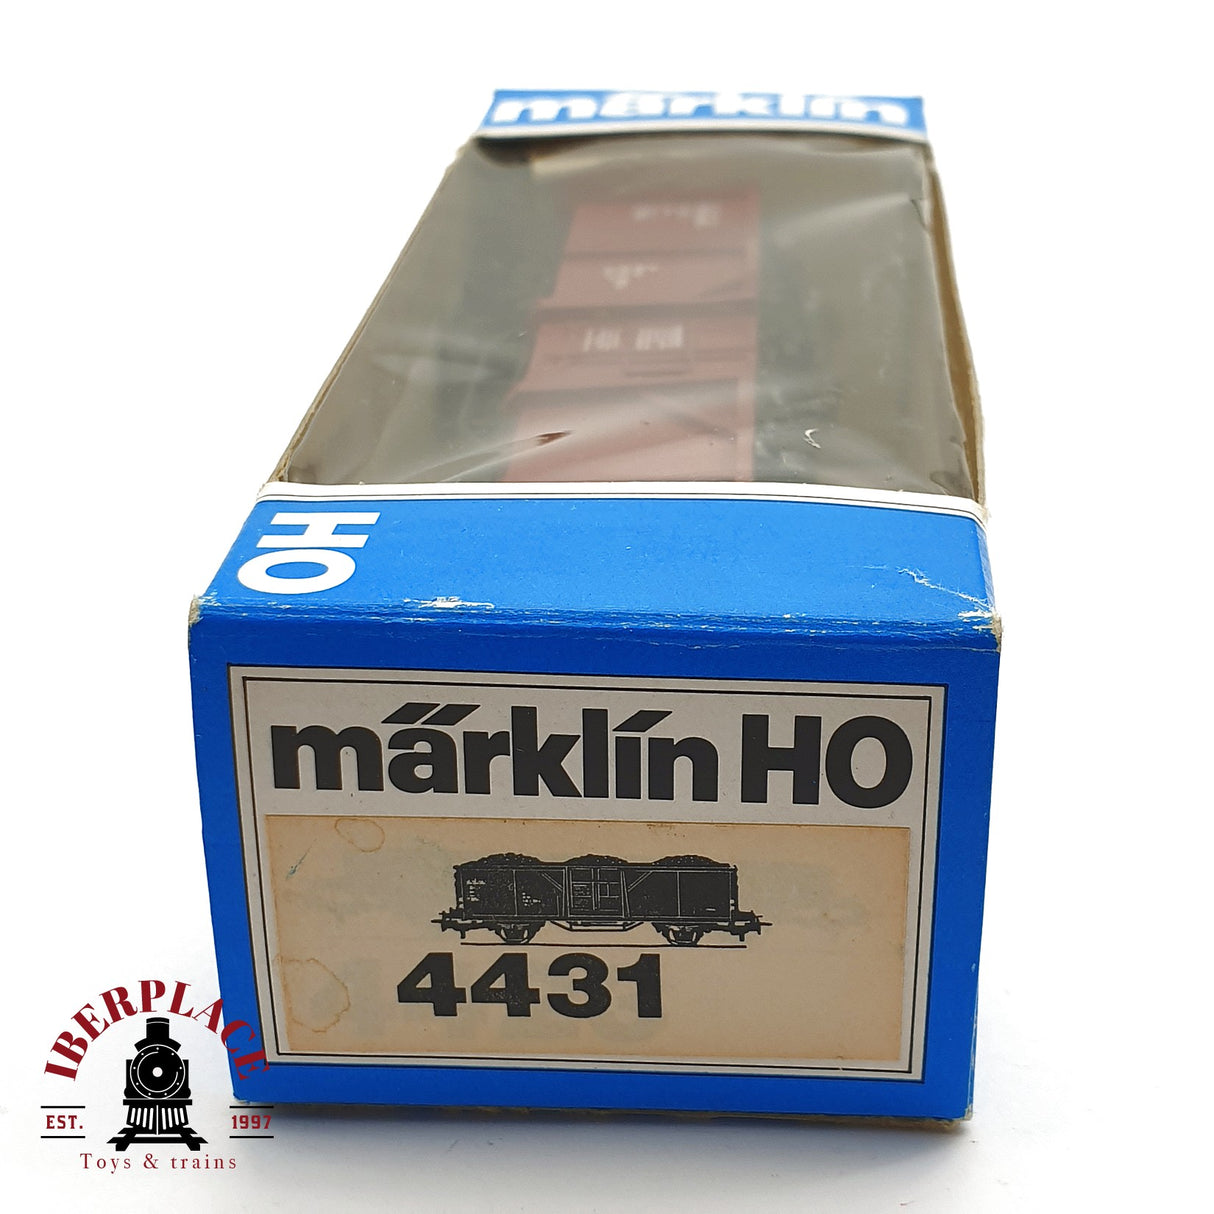 märklin
HO
märklin HO
4431
IBERPLACE
EST. 1997
Toys & trains